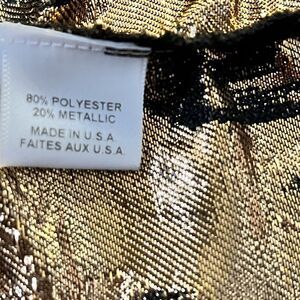 80% POLYESTER
20% METALLIC
MADE IN U.S.A.
FAITES AUX U.S.A.